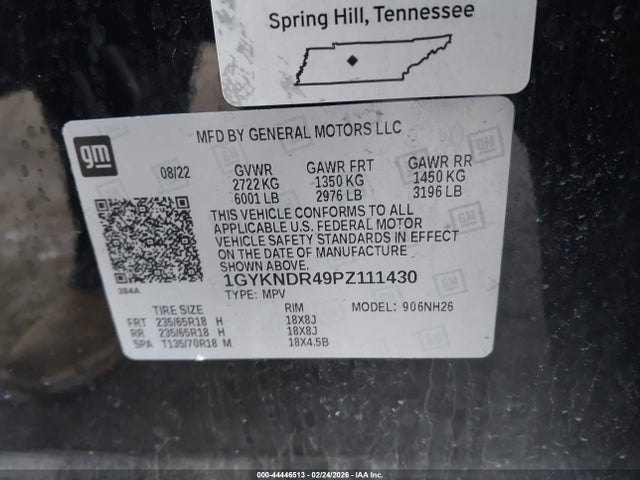 Spring Hill, Tennessee
gm
MFD BY GENERAL MOTORS LLC
08/22 GVWR GAWR FRT GAWR RR
2722 KG 1350 KG 1450 KG
6001 LB 2976 LB 3196 LB
THIS VEHICLE CONFORMS TO ALL
APPLICABLE U.S. FEDERAL MOTOR
VEHICLE SAFETY STANDARDS IN EFFECT
ON THE DATE OF MANUFACTURE
SHOWN ABOVE.
384A
1GYKNDR49PZ111430
TYPE: MPV MODEL: 906NH26
TIRE SIZE RIM
FRT 235/65R18 H 18X8J
RR 235/65R18 H 18X8J
SPA T135/70R18 M 18X4.5B
000-44446513 - 02/24/2026 - IAA Inc.